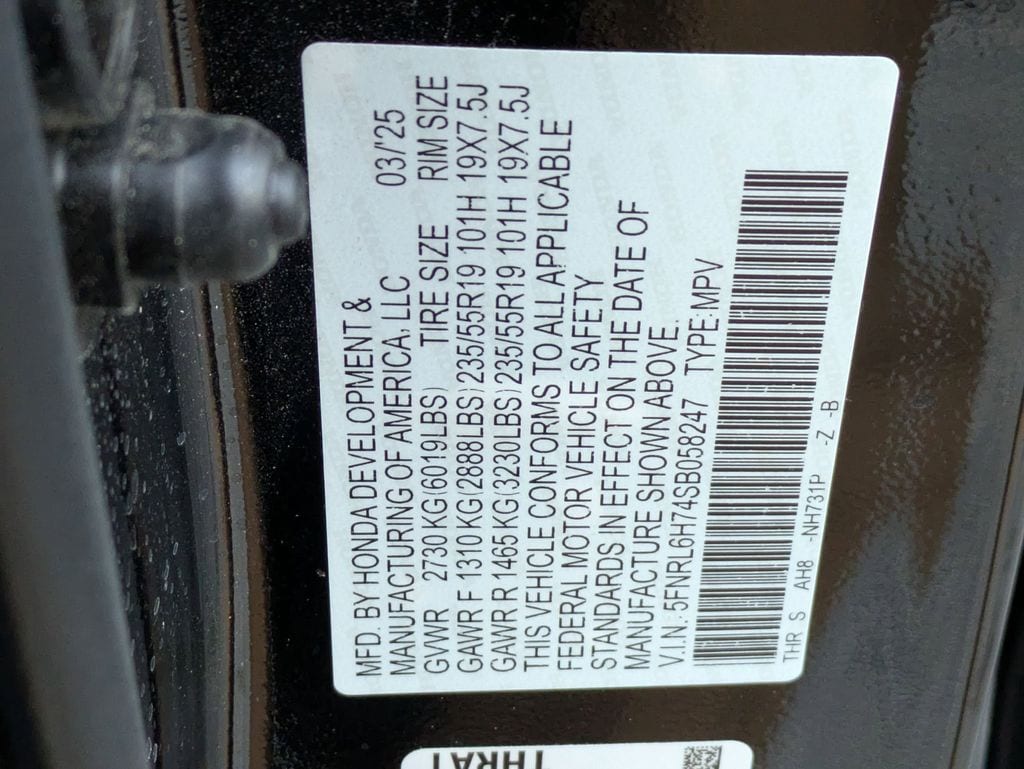 MFD. BY HONDA DEVELOPMENT &
MANUFACTURING OF AMERICA, LLC 03/'25
GVWR 2730 KG(6019LBS) TIRE SIZE RIM SIZE
GAWR F 1310 KG(2888LBS) 235/55R19 101H 19X7.5J
GAWR R 1465 KG(3230LBS) 235/55R19 101H 19X7.5J
THIS VEHICLE CONFORMS TO ALL APPLICABLE
FEDERAL MOTOR VEHICLE SAFETY
STANDARDS IN EFFECT ON THE DATE OF
MANUFACTURE SHOWN ABOVE.
V.I.N.: 5FNRL6H74SB058247 TYPE:MPV
THR S AH8 -NH731P -Z -B